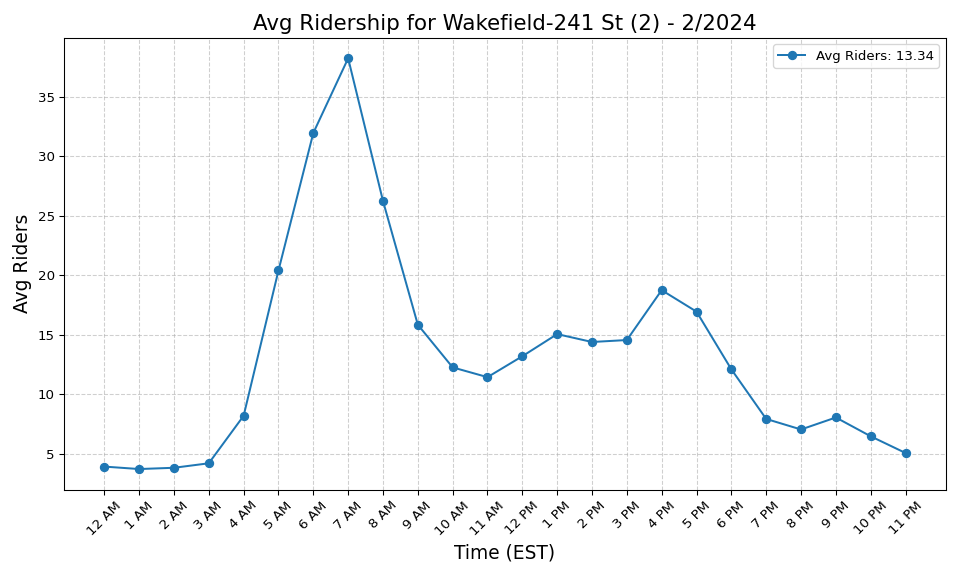 Avg Ridership for Wakefield-241 St (2) - 2/2024
Avg Riders: 13.34
Avg Riders
35
30
25
20
15
10
5
12 AM
1 AM
2 AM
3 AM
4 AM
5 AM
6 AM
7 AM
8 AM
9 AM
10 AM
11 AM
12 PM
1 PM
2 PM
3 PM
4 PM
5 PM
6 PM
7 PM
8 PM
9 PM
10 PM
11 PM
Time (EST)